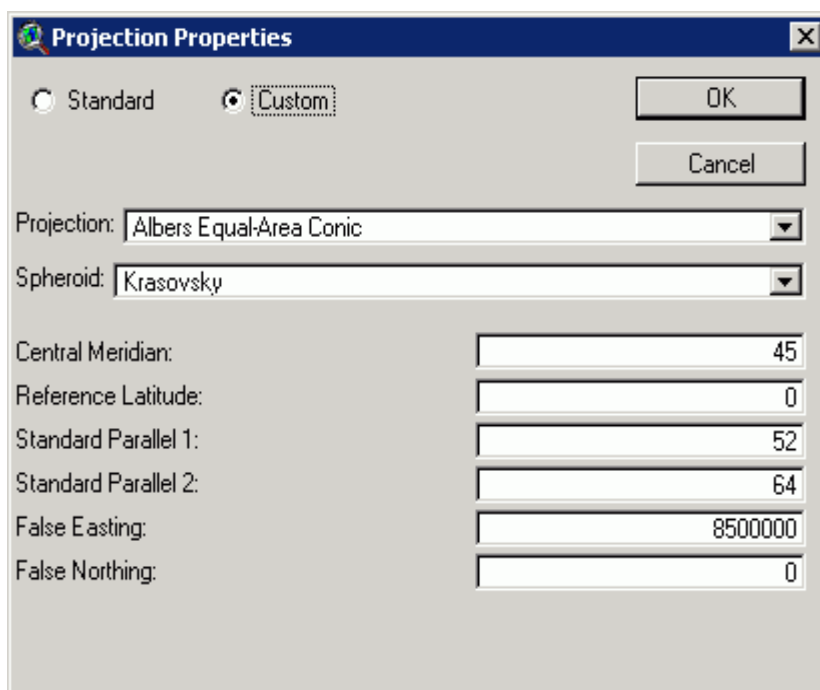 Projection Properties
Standard Custom OK
Cancel
Projection: Albers Equal-Area Conic
Spheroid: Krasovsky
Central Meridian: 45
Reference Latitude: 0
Standard Parallel 1: 52
Standard Parallel 2: 64
False Easting: 8500000
False Northing: 0